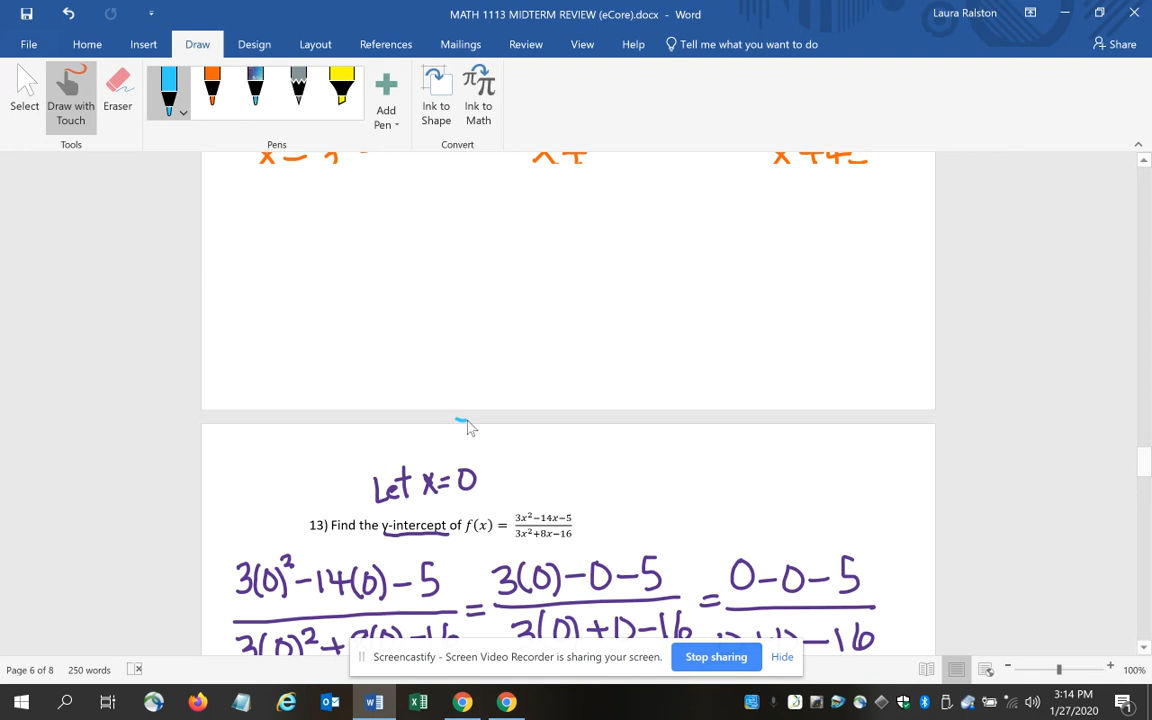 MATH 1113 MIDTERM REVIEW (eCore).docx - Word
Laura Ralston
File Home Insert Draw Design Layout References Mailings Review View Help Tell me what you want to do Share
Select
Draw with Touch
Eraser
Add Pen
Ink to Shape
Ink to Math
Tools
Pens
Convert
Let x=0
13) Find the y-intercept of f(x) = (3x²−14x−5)/(3x²+8x−16)
3(0)²-14(0)-5 3(0)-0-5 0-0-5
= =
-16
Screencastify - Screen Video Recorder is sharing your screen. Stop sharing Hide
Page 6 of 8 250 words
100%
3:14 PM
1/27/2020